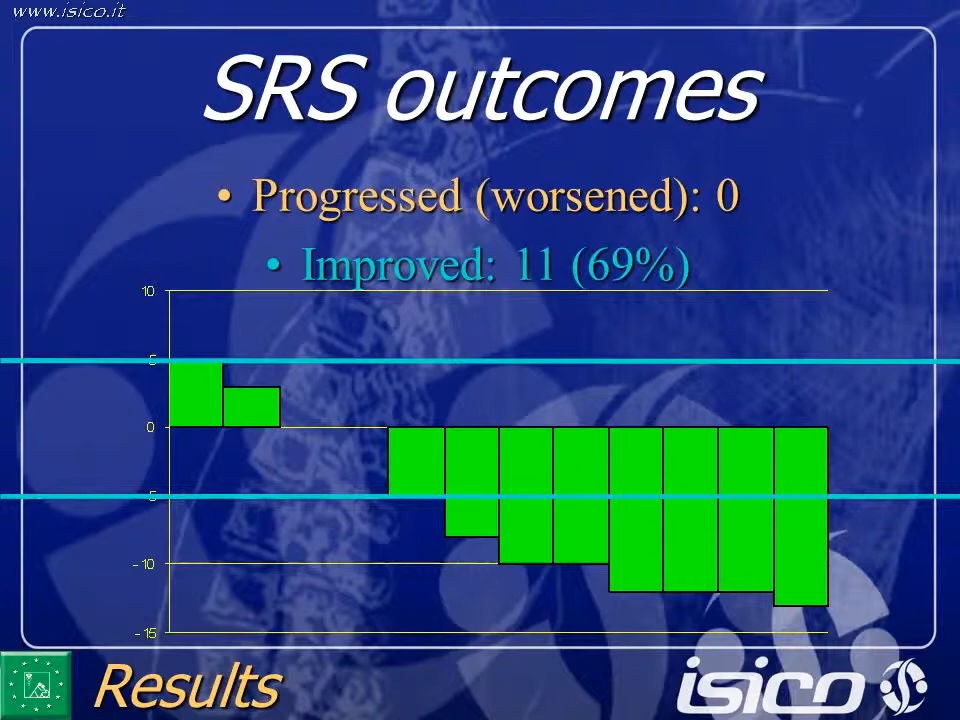 www.isico.it
SRS outcomes
• Progressed (worsened): 0
• Improved: 11 (69%)
10
5
0
5
-10
-15
Results
isico